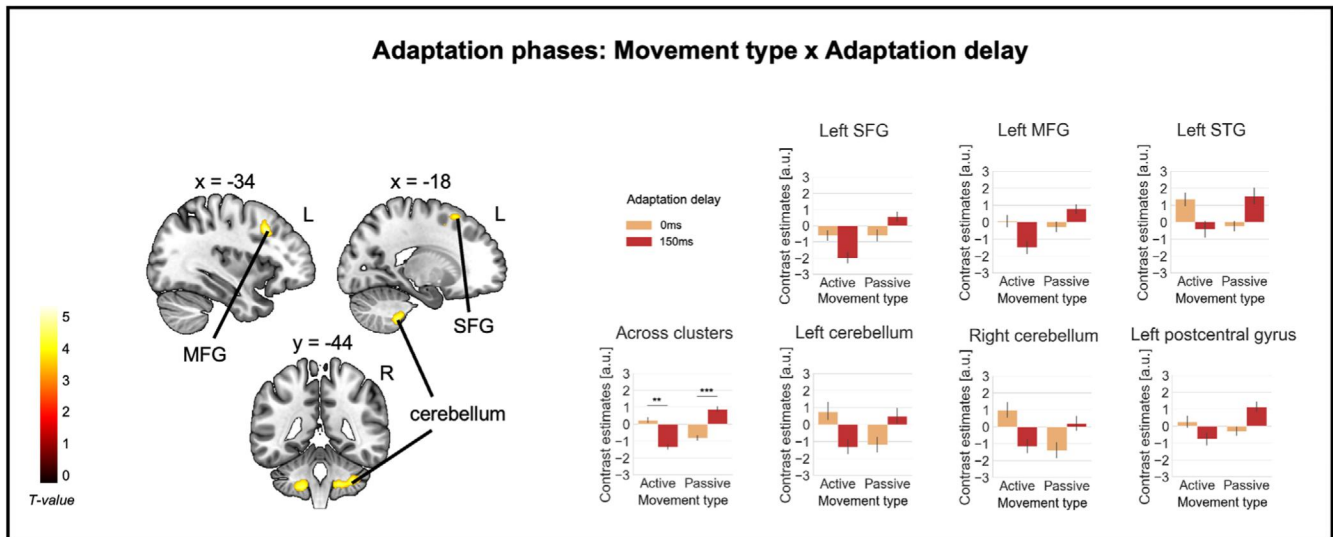 Adaptation phases: Movement type x Adaptation delay
x = -34
x = -18
L
L
MFG
SFG
y = -44
R
cerebellum
5
4
3
2
1
0
T-value
Adaptation delay
0ms
150ms
Left SFG
Contrast estimates [a.u.]
3
2
1
0
−1
−2
−3
Active Passive
Movement type
Left MFG
Contrast estimates [a.u.]
3
2
1
0
−1
−2
−3
Active Passive
Movement type
Left STG
Contrast estimates [a.u.]
3
2
1
0
−1
−2
−3
Active Passive
Movement type
Across clusters
Contrast estimates [a.u.]
3
2
1
0
−1
−2
−3
** ***
Active Passive
Movement type
Left cerebellum
Contrast estimates [a.u.]
3
2
1
0
−1
−2
−3
Active Passive
Movement type
Right cerebellum
Contrast estimates [a.u.]
3
2
1
0
−1
−2
−3
Active Passive
Movement type
Left postcentral gyrus
Contrast estimates [a.u.]
3
2
1
0
−1
−2
−3
Active Passive
Movement type